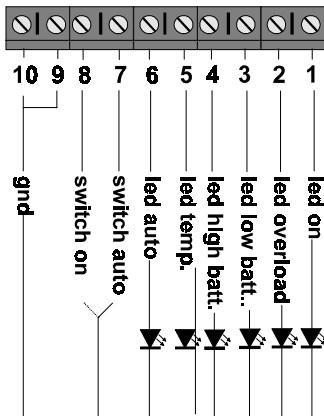 10 9 8 7 6 5 4 3 2 1
gnd
switch on
switch auto
led auto
led temp.
led high batt.
led low batt..
led overload
led on